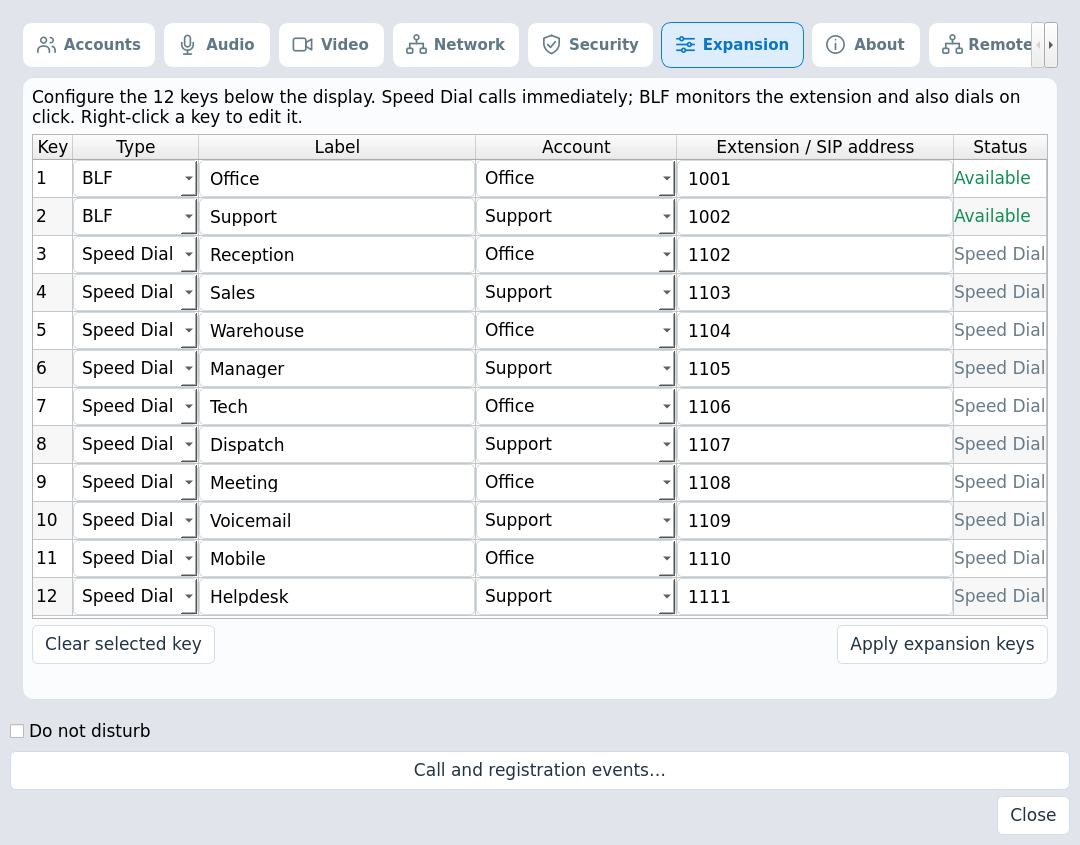 Accounts Audio Video Network Security Expansion About Remote
Configure the 12 keys below the display. Speed Dial calls immediately; BLF monitors the extension and also dials on
click. Right-click a key to edit it.
Key Type Label Account Extension / SIP address Status
1 BLF Office Office 1001 Available
2 BLF Support Support 1002 Available
3 Speed Dial Reception Office 1102 Speed Dial
4 Speed Dial Sales Support 1103 Speed Dial
5 Speed Dial Warehouse Office 1104 Speed Dial
6 Speed Dial Manager Support 1105 Speed Dial
7 Speed Dial Tech Office 1106 Speed Dial
8 Speed Dial Dispatch Support 1107 Speed Dial
9 Speed Dial Meeting Office 1108 Speed Dial
10 Speed Dial Voicemail Support 1109 Speed Dial
11 Speed Dial Mobile Office 1110 Speed Dial
12 Speed Dial Helpdesk Support 1111 Speed Dial
Clear selected key Apply expansion keys
Do not disturb
Call and registration events...
Close